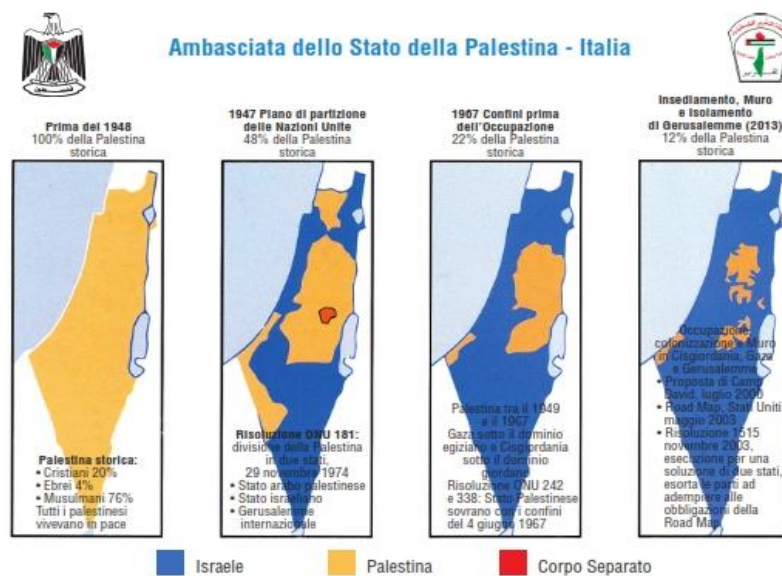 Ambasciata dello Stato della Palestina - Italia
Prima del 1948
100% della Palestina
storica
Palestina storica:
• Cristiani 20%
• Ebrei 4%
• Musulmani 76%
Tutti i palestinesi
vivevano in pace
1947 Piano di partizione
delle Nazioni Unite
48% della Palestina
storica
Risoluzione ONU 181:
divisione della Palestina
in due stati,
29 novembre 1974
• Stato arabo palestinese
• Stato israeliano
• Gerusalemme
internazionale
1967 Confini prima
dell'Occupazione
22% della Palestina
storica
Palestina tra il 1949
e il 1967
Gaza sotto il dominio
egiziano e Cisgiordania
sotto il dominio
giordano
Risoluzione ONU 242
e 338: Stato Palestinese
sovrano con i confini
del 4 giugno 1967
Insediamento, Muro
e Isolamento
di Gerusalemme (2013)
12% della Palestina
storica
Occupazione,
colonizzazione e Muro
in Cisgiordania, Gaza
e Gerusalemme
• Proposta di Camp
David, luglio 2000
• Road Map, Stati Uniti
maggio 2003
• Risoluzione 1515
novembre 2003,
esecuzione per una
soluzione di due stati,
esorta le parti ad
adempiere alle
obbligazioni della
Road Map
Israele
Palestina
Corpo Separato